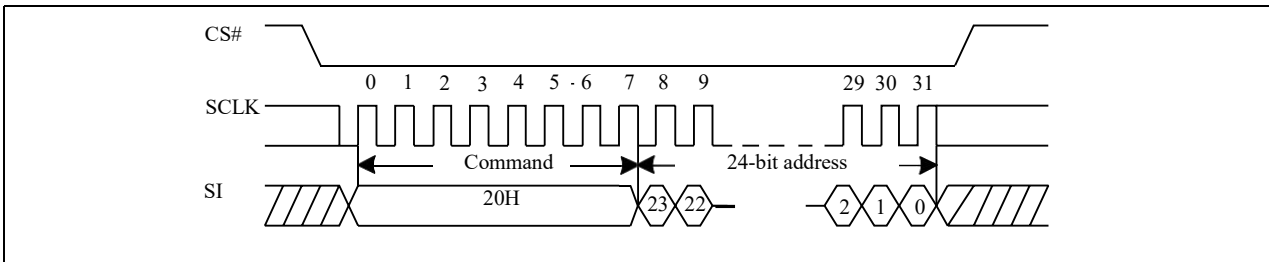 CS#
0 1 2 3 4 5 - 6 7 8 9 29 30 31
SCLK
Command 24-bit address
SI
20H 23 22 2 1 0